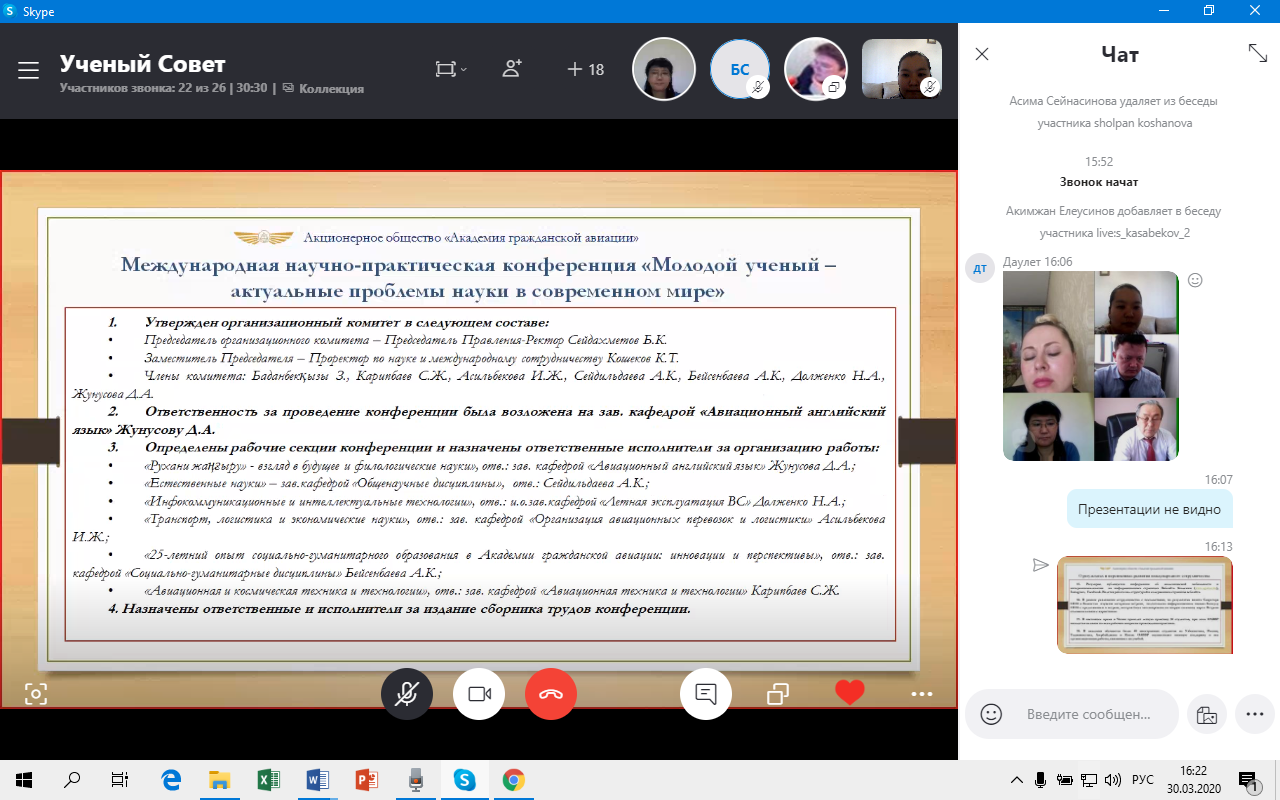 Skype
Ученый Совет
Участников звонка: 22 из 26 | 30:30 | Коллекция
+ 18
БС
Акционерное общество «Академия гражданской авиации»
Международная научно-практическая конференция «Молодой ученый –
актуальные проблемы науки в современном мире»
1. Утвержден организационный комитет в следующем составе:
• Председатель организационного комитета – Председатель Правления-Ректор Сейдахметов Б.К.
• Заместитель Председателя – Проректор по науке и международному сотрудничеству Кошеков К.Т.
• Члены комитета: Баданбекқызы З., Карипбаев С.Ж., Асильбекова И.Ж., Сейдильдаева А.К., Бейсенбаева А.К., Долженко Н.А.,
Жунусова Д.А.
2. Ответственность за проведение конференции была возложена на зав. кафедрой «Авиационный английский
язык» Жунусову Д.А.
3. Определены рабочие секции конференции и назначены ответственные исполнители за организацию работы:
• «Рухани жаңғыру» - взгляд в будущее и филологические науки», отв.: зав. кафедрой «Авиационный английский язык» Жунусова Д.А.;
• «Естественные науки» – зав.кафедрой «Общенаучные дисциплины», отв.: Сейдильдаева А.К.;
• «Инфокоммуникационные и интеллектуальные технологии», отв.: и.о.зав.кафедрой «Летная эксплуатация ВС» Долженко Н.А.;
• «Транспорт, логистика и экономические науки», отв.: зав. кафедрой «Организация авиационных перевозок и логистики» Асильбекова
И.Ж.;
• «25-летний опыт социально-гуманитарного образования в Академии гражданской авиации: инновации и перспективы», отв.: зав.
кафедрой «Социально-гуманитарные дисциплины» Бейсенбаева А.К.;
• «Авиационная и космическая техника и технологии», отв.: зав. кафедрой «Авиационная техника и технологии» Карипбаев С.Ж.
4. Назначены ответственные и исполнители за издание сборника трудов конференции.
Чат
Асима Сейнасинова удаляет из беседы
участника sholpan koshanova
15:52
Звонок начат
Акимжан Елеусинов добавляет в беседу
участника live:s_kasabekov_2
ДТ
Даулет 16:06
16:07
Презентации не видно
16:13
Введите сообщен...
РУС
16:22
30.03.2020
1